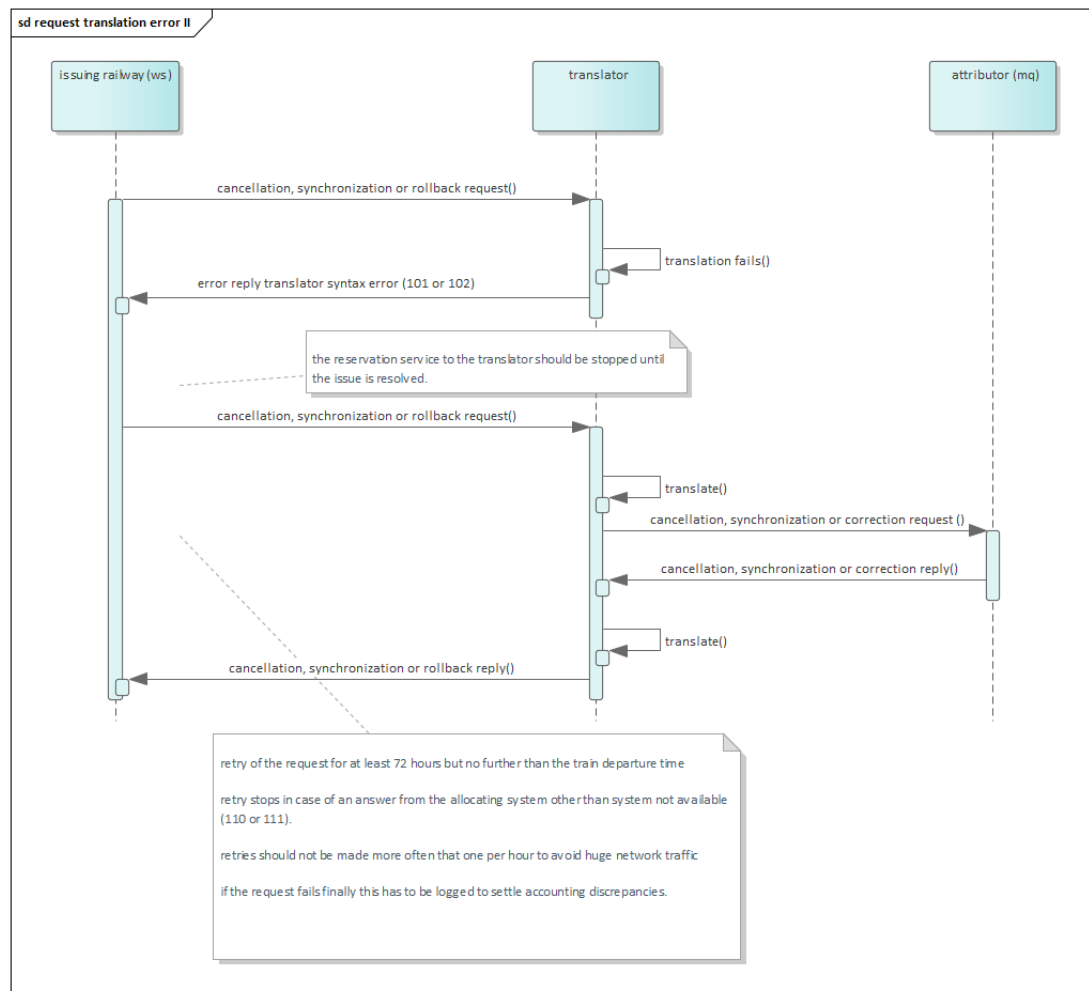 sd request translation error II
issuing railway (ws)
translator
attributor (mq)
cancellation, synchronization or rollback request()
translation fails()
error reply translator syntax error (101 or 102)
the reservation service to the translator should be stopped until
the issue is resolved.
cancellation, synchronization or rollback request()
translate()
cancellation, synchronization or correction request ()
cancellation, synchronization or correction reply()
translate()
cancellation, synchronization or rollback reply()
retry of the request for at least 72 hours but no further than the train departure time
retry stops in case of an answer from the allocating system other than system not available
(110 or 111).
retries should not be made more often that one per hour to avoid huge network traffic
if the request fails finally this has to be logged to settle accounting discrepancies.